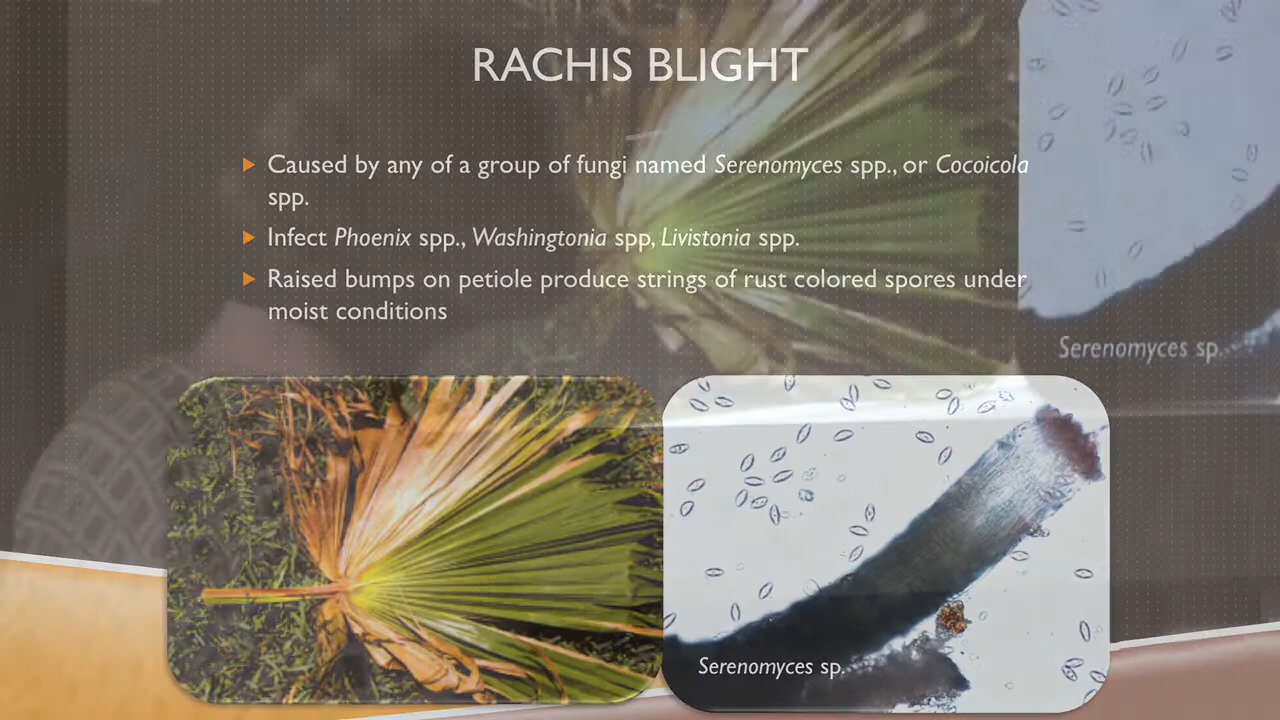 RACHIS BLIGHT
Caused by any of a group of fungi named Serenomyces spp., or Cocoicola
spp.
Infect Phoenix spp., Washingtonia spp, Livistonia spp.
Raised bumps on petiole produce strings of rust colored spores under
moist conditions
Serenomyces sp.
Serenomyces sp.